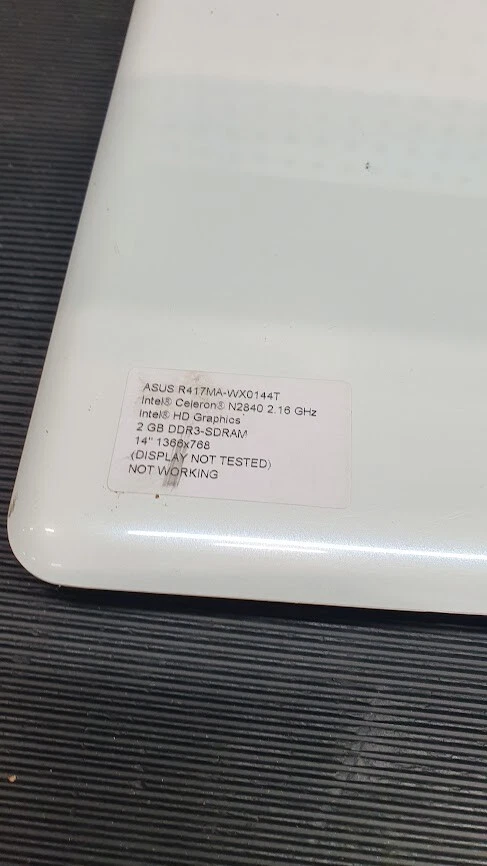 ASUS R417MA-WX0144T
Intel® Celeron® N2840 2.16 GHz
Intel® HD Graphics
2 GB DDR3-SDRAM
14" 1366x768
(DISPLAY NOT TESTED)
NOT WORKING